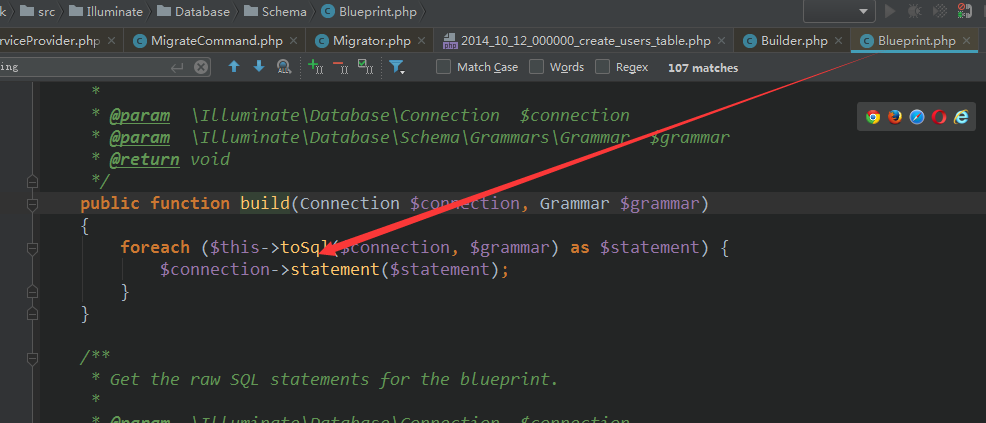 k src Illuminate Database Schema Blueprint.php
rviceProvider.php MigrateCommand.php Migrator.php 2014_10_12_000000_create_users_table.php Builder.php Blueprint.php
ing Match Case Words Regex 107 matches
*
* @param \Illuminate\Database\Connection $connection
* @param \Illuminate\Database\Schema\Grammars\Grammar $grammar
* @return void
*/
public function build(Connection $connection, Grammar $grammar)
{
foreach ($this->toSql($connection, $grammar) as $statement) {
$connection->statement($statement);
}
}
/**
* Get the raw SQL statements for the blueprint.
*
* @param \Illuminate\Database\Connection $connection